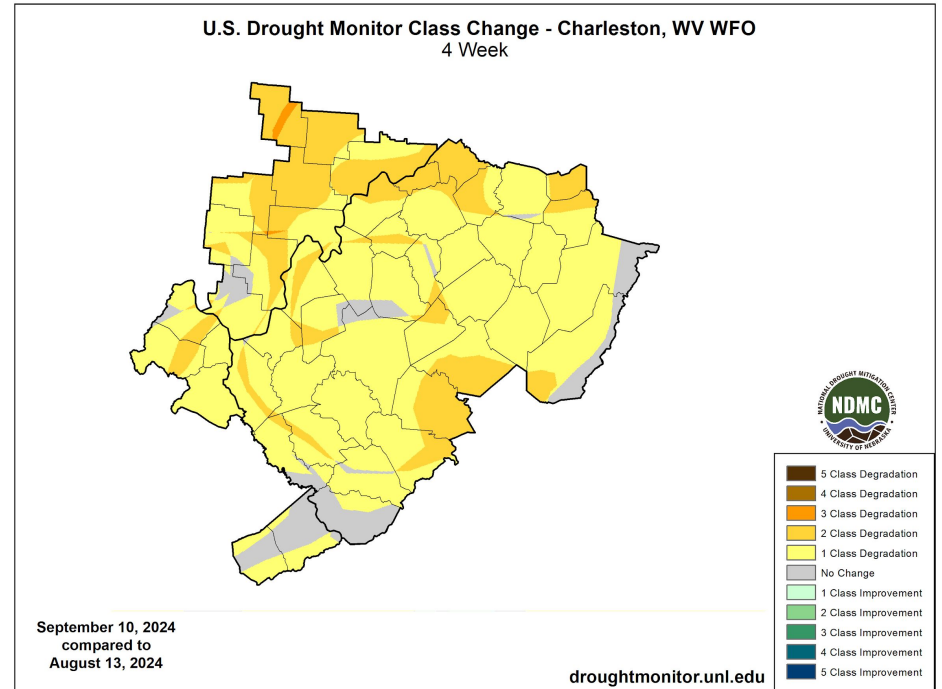 U.S. Drought Monitor Class Change - Charleston, WV WFO
4 Week
NATIONAL DROUGHT MITIGATION CENTER
NDMC
UNIVERSITY OF NEBRASKA
5 Class Degradation
4 Class Degradation
3 Class Degradation
2 Class Degradation
1 Class Degradation
No Change
1 Class Improvement
2 Class Improvement
3 Class Improvement
4 Class Improvement
5 Class Improvement
September 10, 2024
compared to
August 13, 2024
droughtmonitor.unl.edu